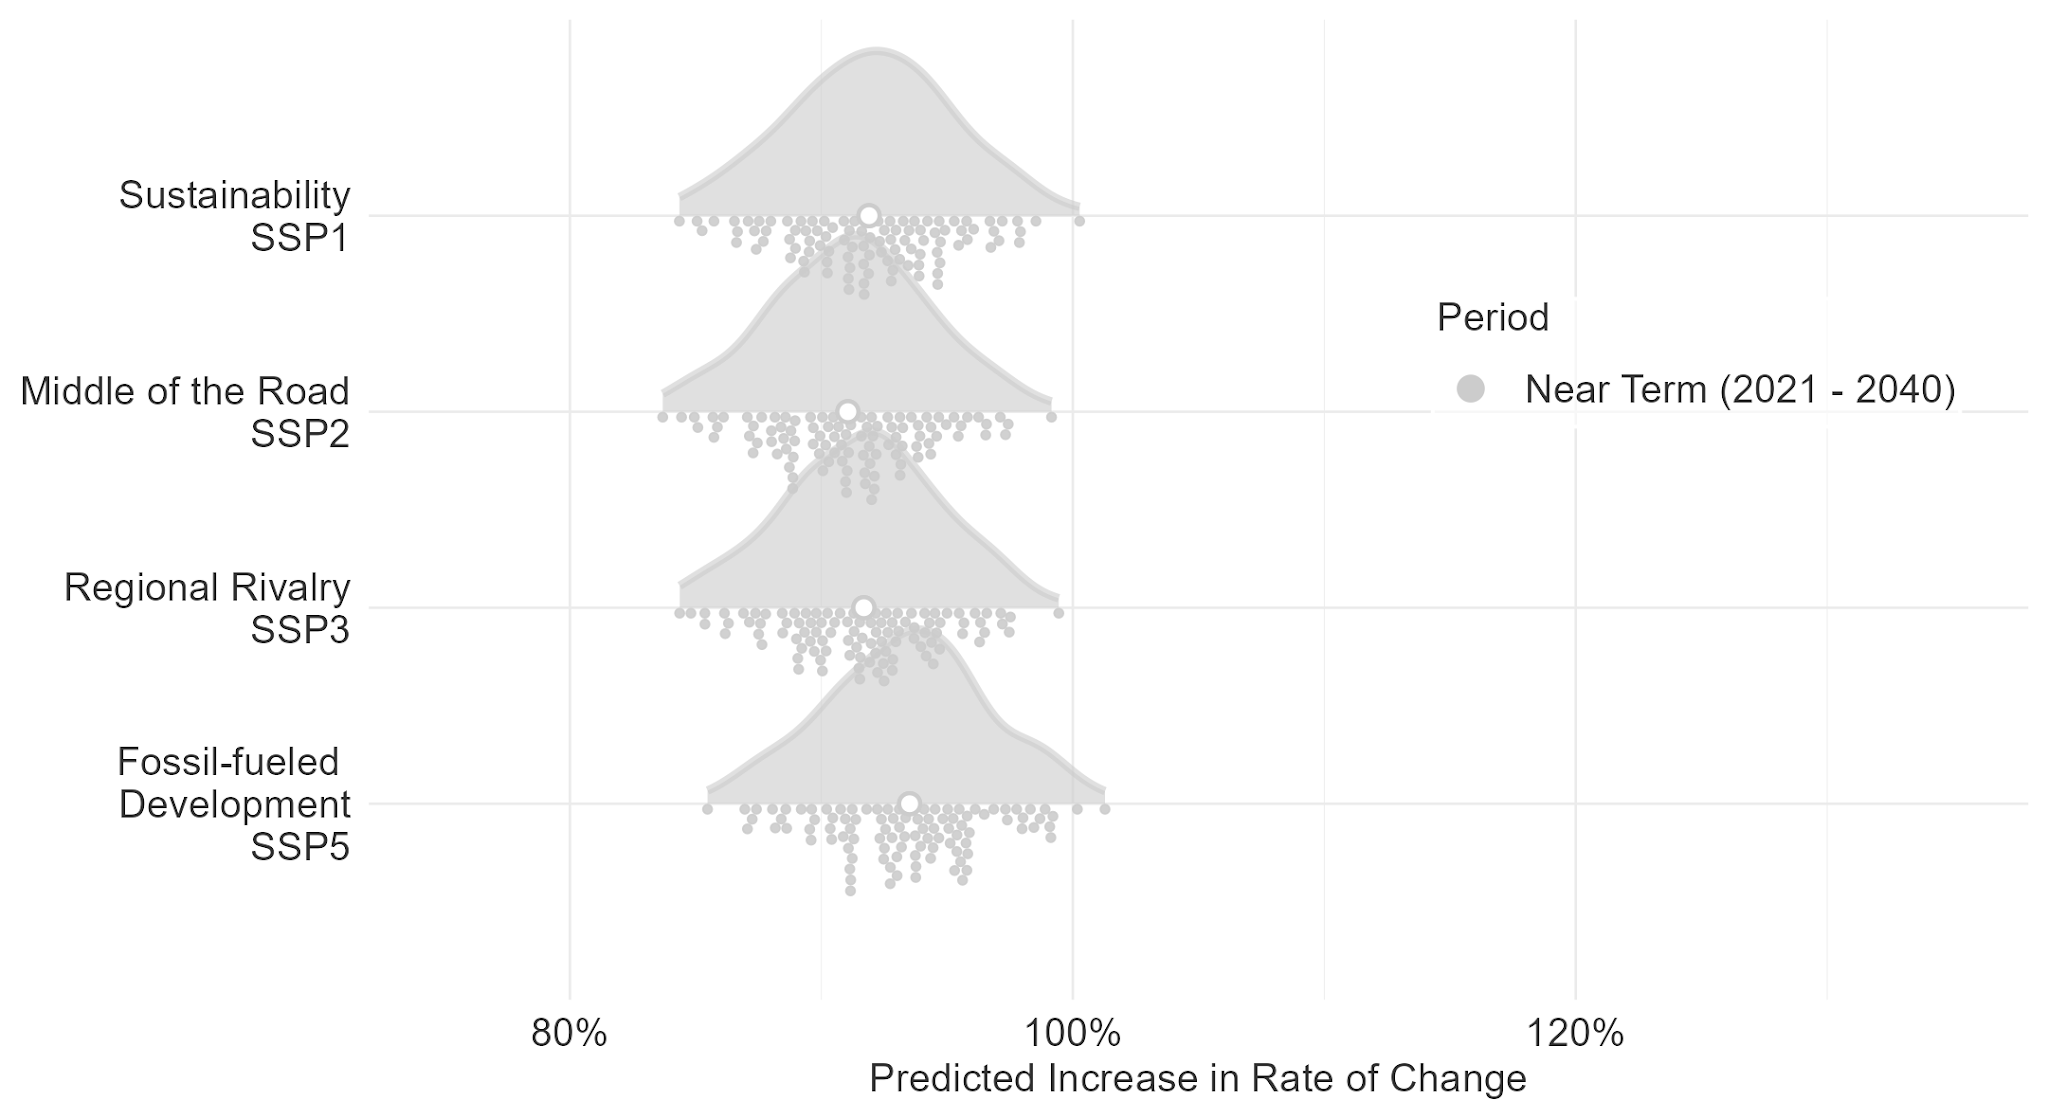 Sustainability
SSP1
Middle of the Road
SSP2
Regional Rivalry
SSP3
Fossil-fueled
Development
SSP5
Period
Near Term (2021 - 2040)
80%
100%
120%
Predicted Increase in Rate of Change